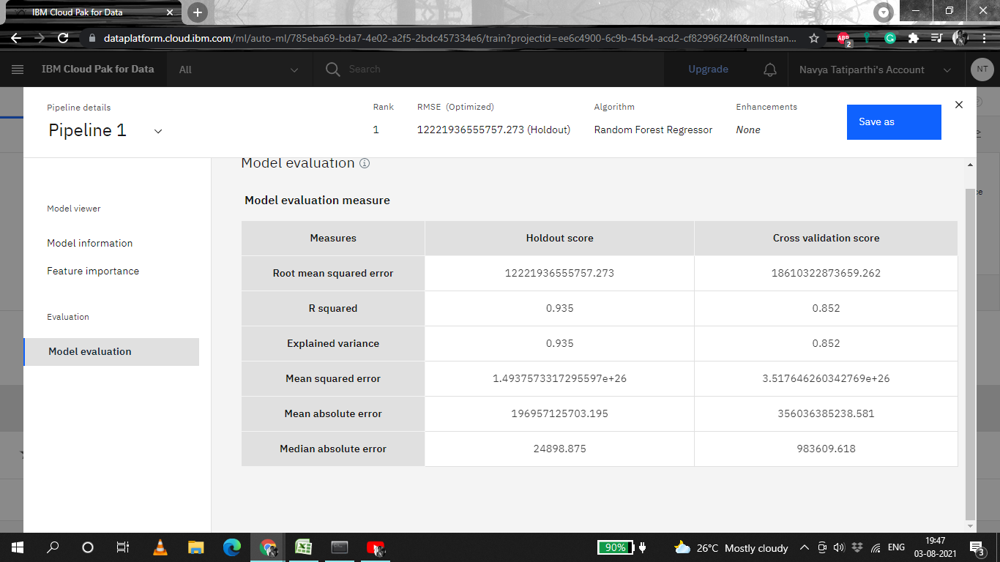 IBM Cloud Pak for Data
dataplatform.cloud.ibm.com/ml/auto-ml/785eba69-bda7-4e02-a2f5-2bdc457334e6/train?projectid=ee6c4900-6c9b-45b4-acd2-cf82996f24f0&mlInstan...
ABP
2
G
IBM Cloud Pak for Data
All
Search
Upgrade
Navya Tatiparthi's Account
NT
Pipeline details
Pipeline 1
Rank
1
RMSE (Optimized)
12221936555757.273 (Holdout)
Algorithm
Random Forest Regressor
Enhancements
None
Save as
Model viewer
Model information
Feature importance
Evaluation
Model evaluation
Model evaluation
Model evaluation measure
Measures Holdout score Cross validation score
Root mean squared error 12221936555757.273 18610322873659.262
R squared 0.935 0.852
Explained variance 0.935 0.852
Mean squared error 1.4937573317295597e+26 3.517646260342769e+26
Mean absolute error 196957125703.195 356036385238.581
Median absolute error 24898.875 983609.618
90%
26°C Mostly cloudy
ENG
19:47
03-08-2021
3